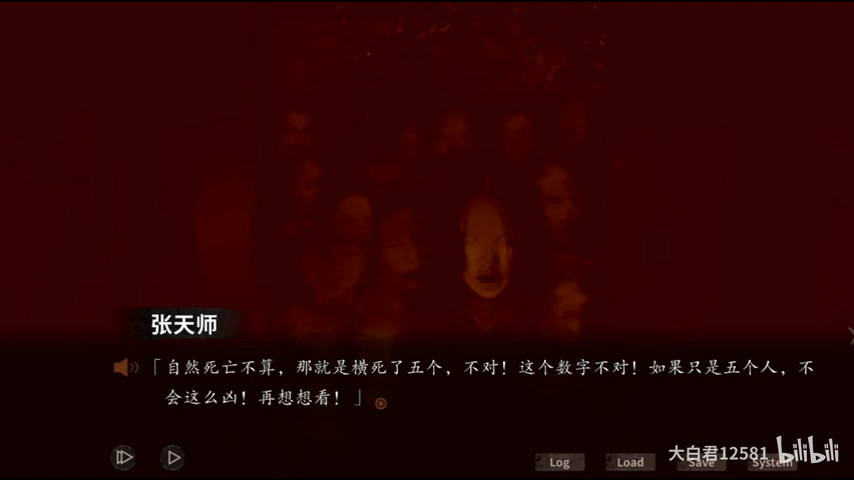 张天师
「自然死亡不算，那就是横死了五个，不对！这个数字不对！如果只是五个人，不
会这么凶！再想想看！」
大白君12581 bilibili
Log Load Save System